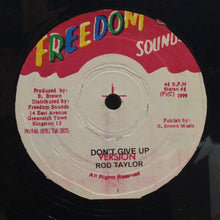 FREEDOM
SOUNDS
Produced by:
B. Brown
Distributed by:
Freedom Sounds
14 East Avenue
Greenwich Town
Kingston 13
45 R.P.M
Stereo 45
(P)(C) 1990
Publish by:
B. Brown Music
DON'T GIVE UP
VERSION
ROD TAYLOR
All Rights Reserved